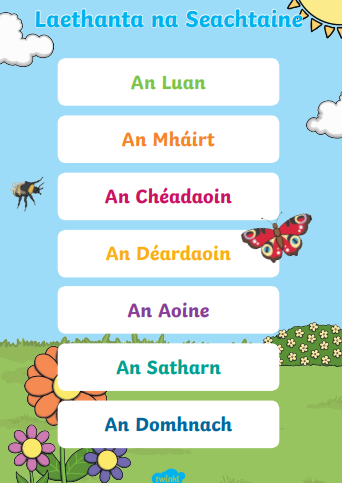 Laethanta na Seachtaine
An Luan
An Mháirt
An Chéadaoin
An Déardaoin
An Aoine
An Satharn
An Domhnach
twinkl